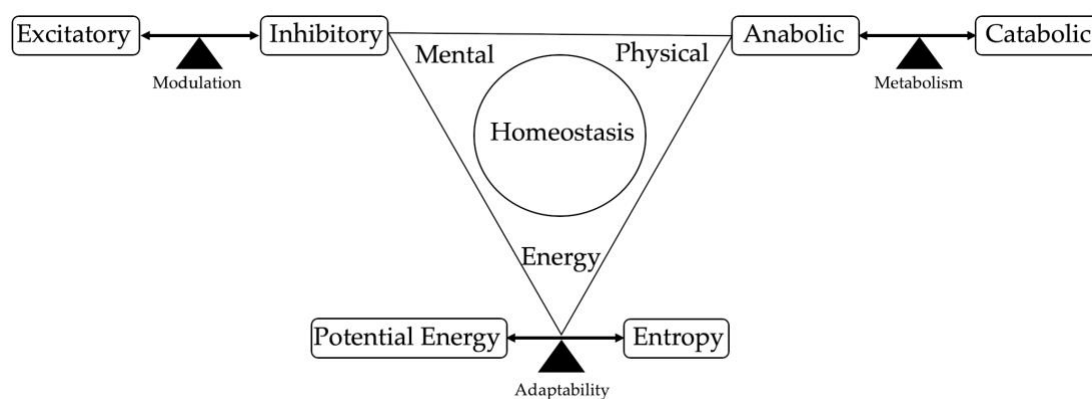 Excitatory
Inhibitory
Anabolic
Catabolic
Mental
Physical
Modulation
Metabolism
Homeostasis
Energy
Potential Energy
Entropy
Adaptability